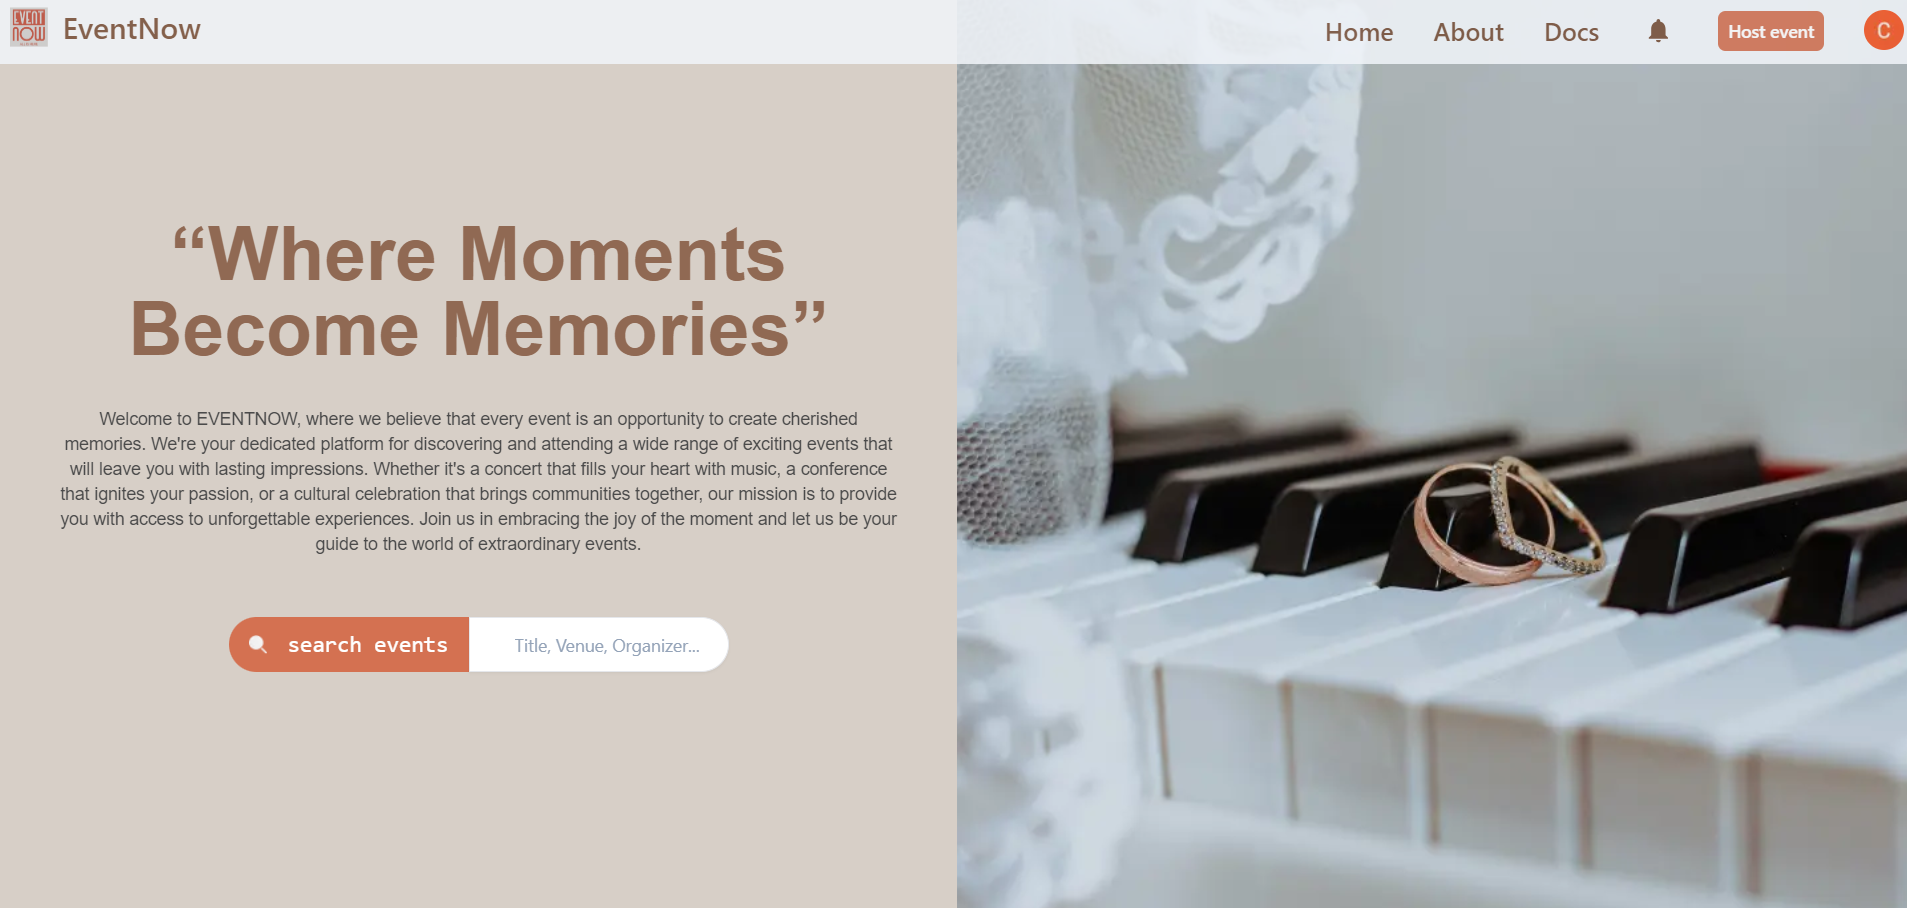 EVENT
NOW
EventNow
Home
About
Docs
Host event
C
“Where Moments
Become Memories”
Welcome to EVENTNOW, where we believe that every event is an opportunity to create cherished
memories. We're your dedicated platform for discovering and attending a wide range of exciting events that
will leave you with lasting impressions. Whether it's a concert that fills your heart with music, a conference
that ignites your passion, or a cultural celebration that brings communities together, our mission is to provide
you with access to unforgettable experiences. Join us in embracing the joy of the moment and let us be your
guide to the world of extraordinary events.
search events
Title, Venue, Organizer...